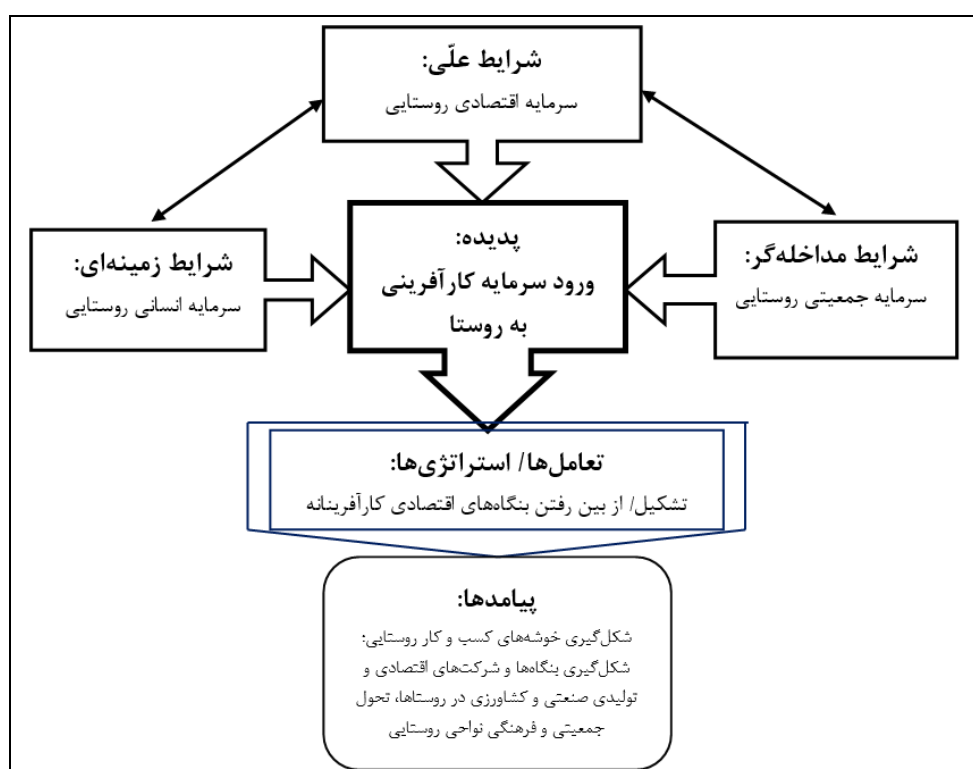 شرایط علّی:
سرمایه اقتصادی روستایی
شرایط مداخله‌گر:
سرمایه جمعیتی روستایی
پدیده:
ورود سرمایه کارآفرینی
به روستا
شرایط زمینه‌ای:
سرمایه انسانی روستایی
تعامل‌ها/ استراتژی‌ها:
تشکیل/ از بین رفتن بنگاه‌های اقتصادی کارآفرینانه
پیامدها:
شکل‌گیری خوشه‌های کسب و کار روستایی؛
شکل‌گیری بنگاه‌ها و شرکت‌های اقتصادی و
تولیدی صنعتی و کشاورزی در روستاها، تحول
جمعیتی و فرهنگی نواحی روستایی